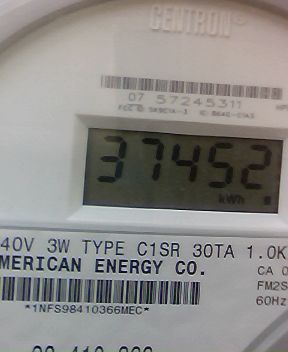 CENTRON®
07 57245311
37452
kWh
40V 3W TYPE C1SR 30TA 1.0K
MERICAN ENERGY CO.
CA 0
FM2S
60Hz
*1NFS98410366MEC*